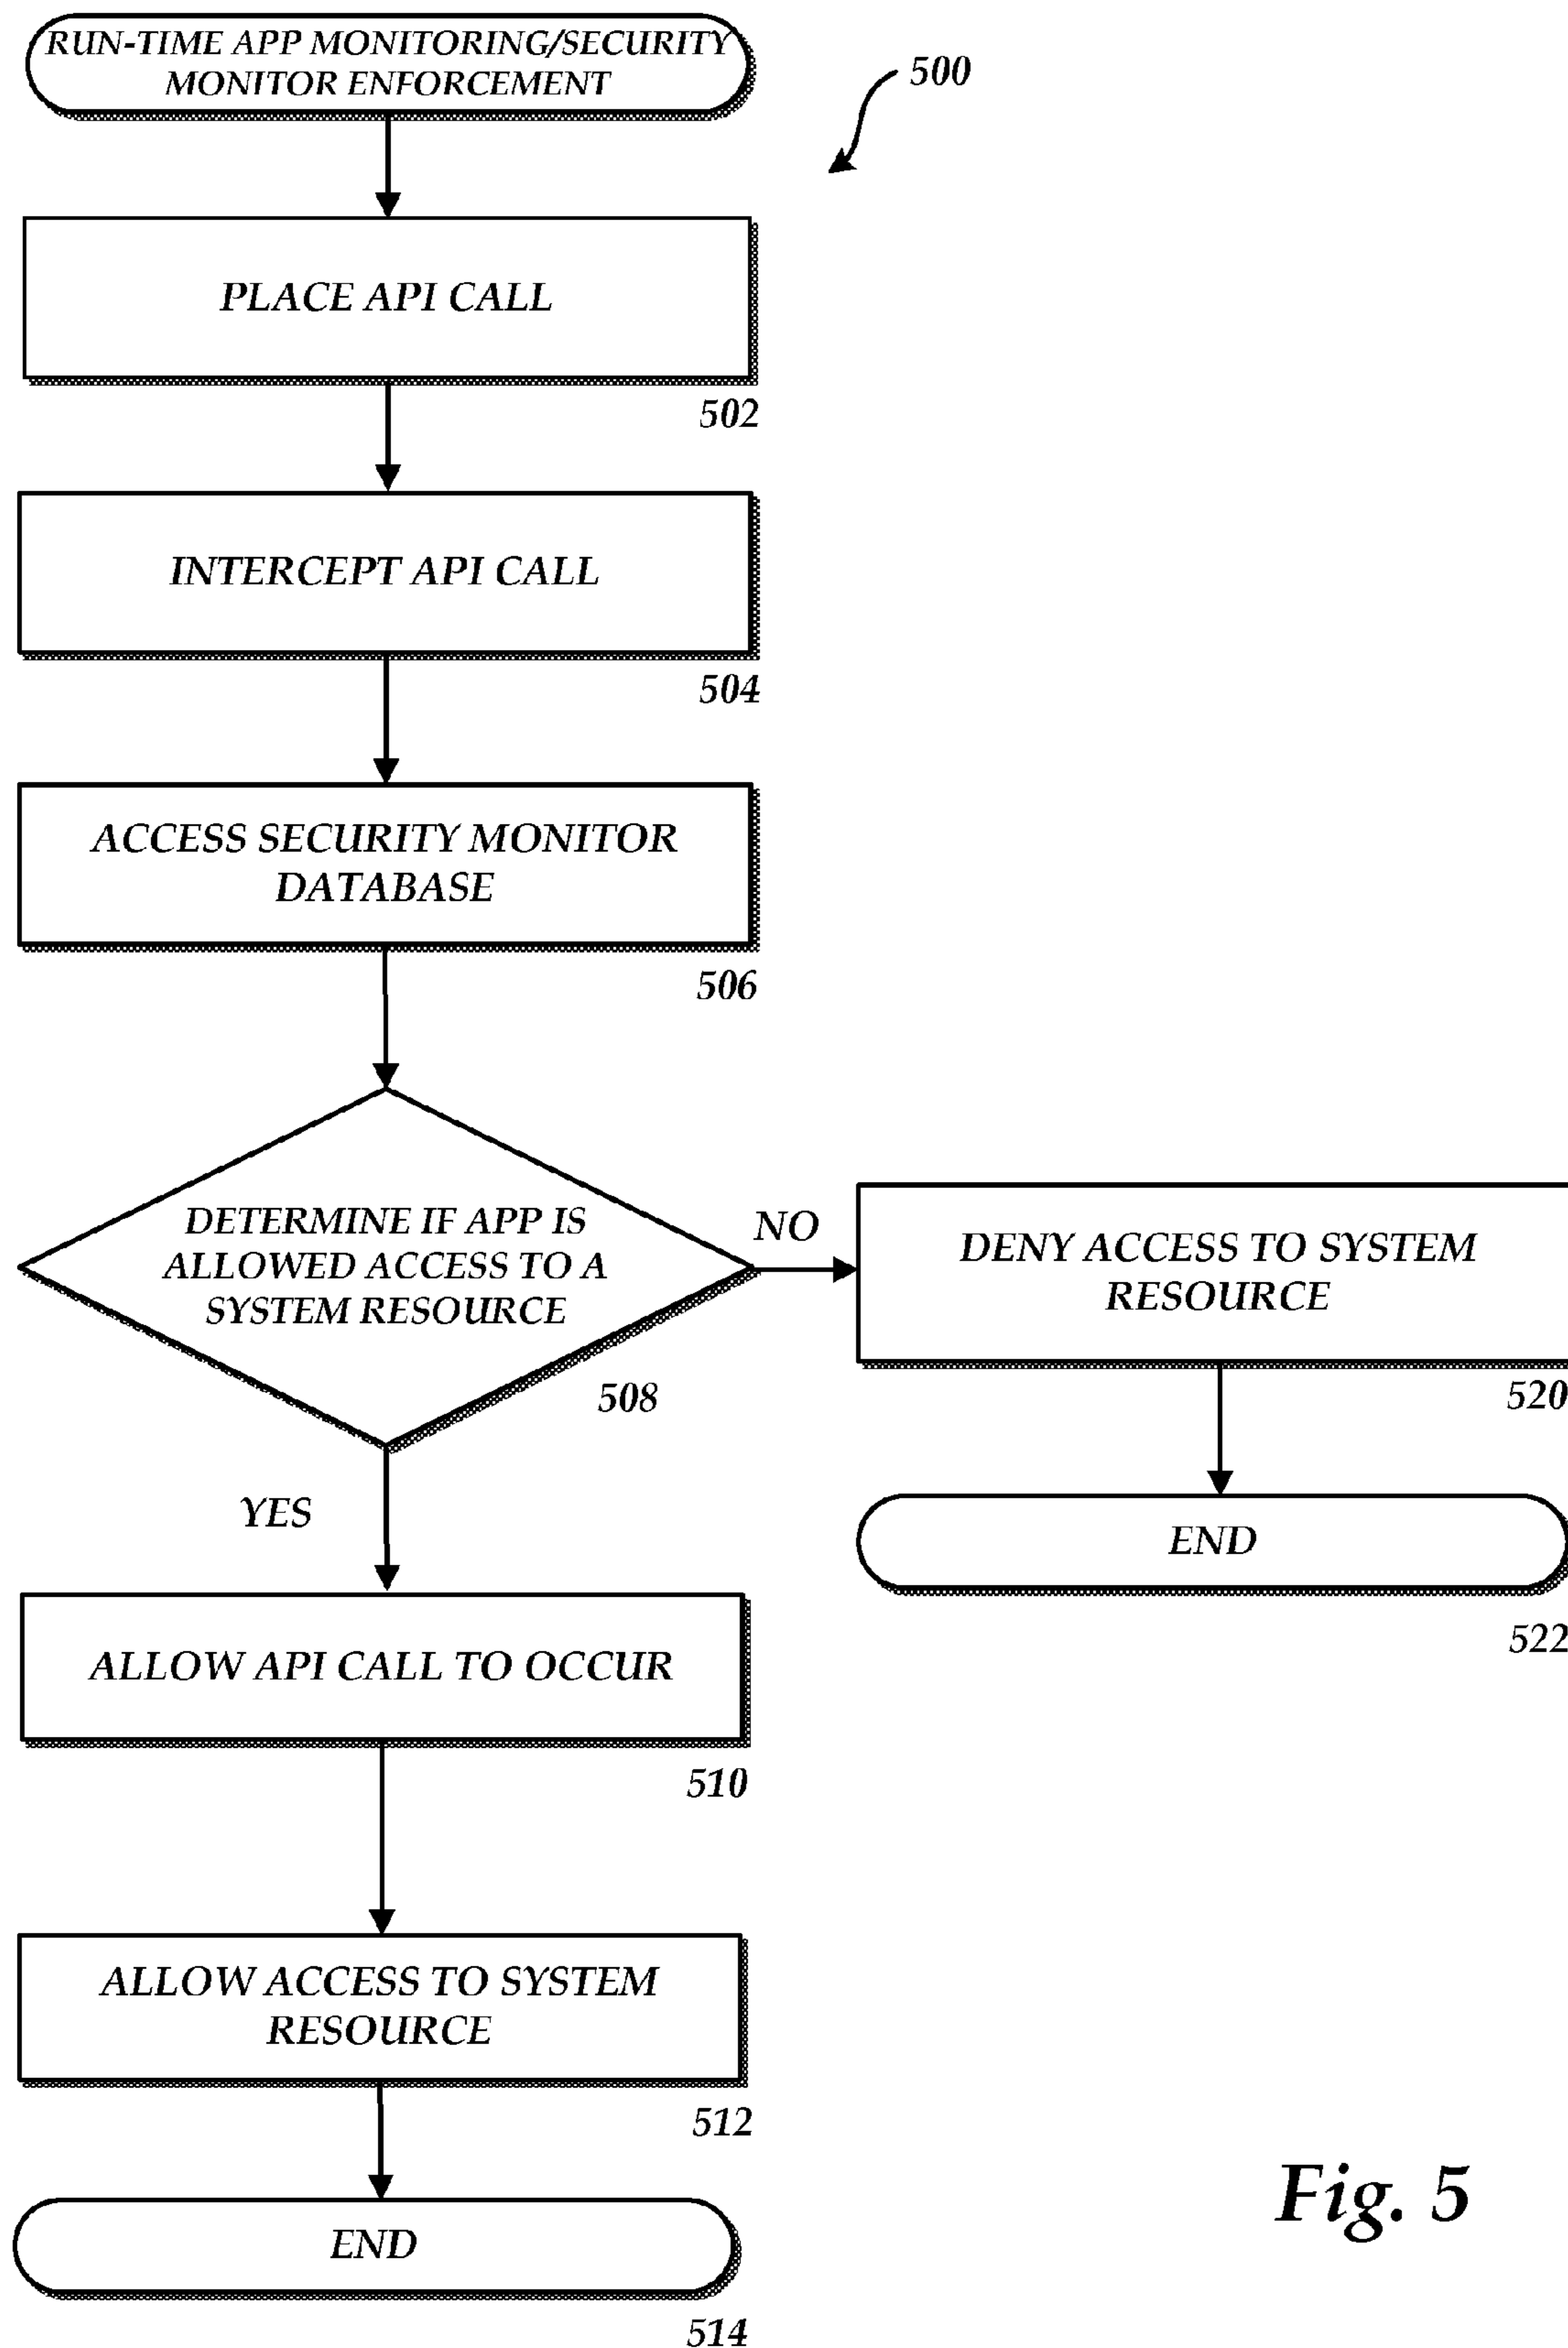 RUN-TIME APP MONITORING/SECURITY
MONITOR ENFORCEMENT
500
PLACE API CALL
502
INTERCEPT API CALL
504
ACCESS SECURITY MONITOR
DATABASE
506
DETERMINE IF APP IS
ALLOWED ACCESS TO A
SYSTEM RESOURCE
508
NO
DENY ACCESS TO SYSTEM
RESOURCE
520
END
522
YES
ALLOW API CALL TO OCCUR
510
ALLOW ACCESS TO SYSTEM
RESOURCE
512
END
514
Fig. 5